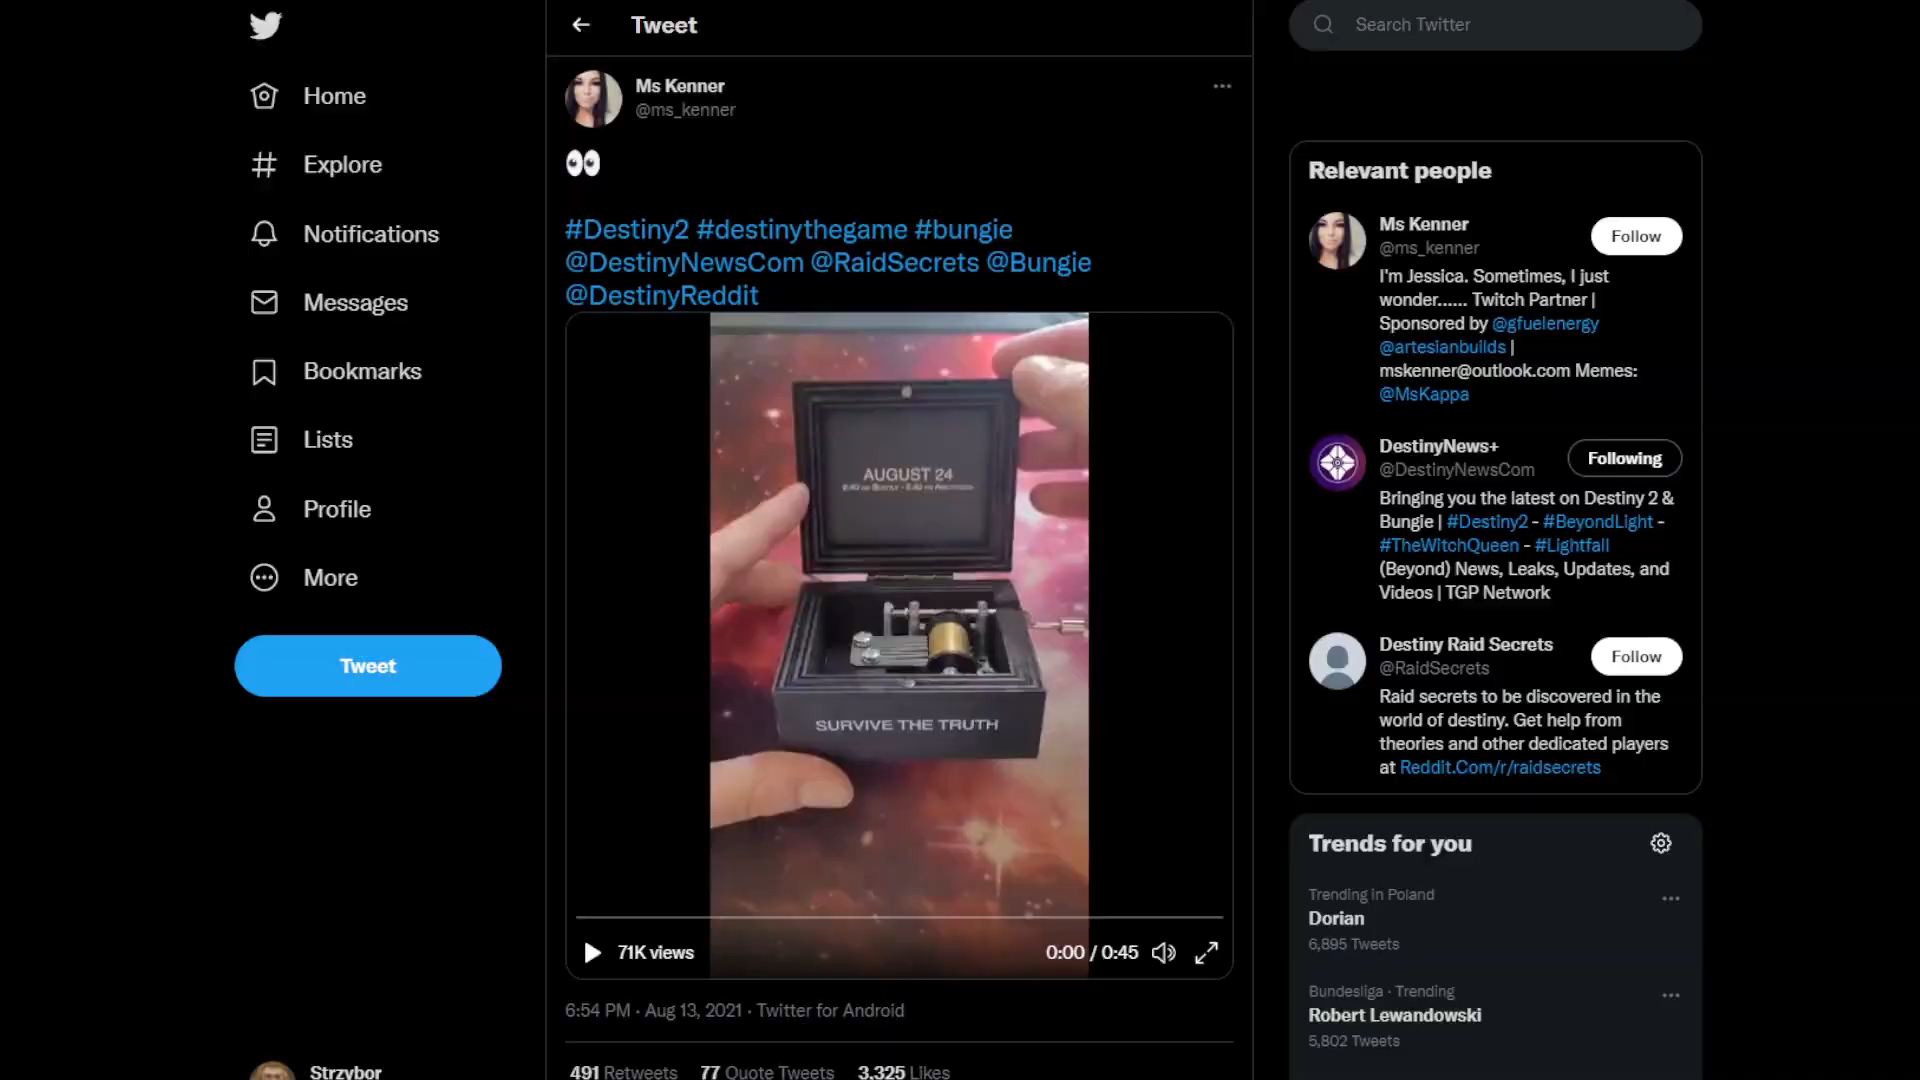 Tweet
Search Twitter
Home
Explore
Notifications
Messages
Bookmarks
Lists
Profile
More
Tweet
Strzybor
Ms Kenner
@ms_kenner
#Destiny2 #destinythegame #bungie
@DestinyNewsCom @RaidSecrets @Bungie
@DestinyReddit
AUGUST 24
SURVIVE THE TRUTH
71K views
0:00 / 0:45
6:54 PM · Aug 13, 2021 · Twitter for Android
491 Retweets 77 Quote Tweets 3,325 Likes
Relevant people
Ms Kenner
@ms_kenner
Follow
I'm Jessica. Sometimes, I just
wonder...... Twitch Partner |
Sponsored by @gfuelenergy
@artesianbuilds |
mskenner@outlook.com Memes:
@MsKappa
DestinyNews+
@DestinyNewsCom
Following
Bringing you the latest on Destiny 2 &
Bungie | #Destiny2 - #BeyondLight -
#TheWitchQueen - #Lightfall
(Beyond) News, Leaks, Updates, and
Videos | TGP Network
Destiny Raid Secrets
@RaidSecrets
Follow
Raid secrets to be discovered in the
world of destiny. Get help from
theories and other dedicated players
at Reddit.Com/r/raidsecrets
Trends for you
Trending in Poland
Dorian
6,895 Tweets
Bundesliga · Trending
Robert Lewandowski
5,802 Tweets